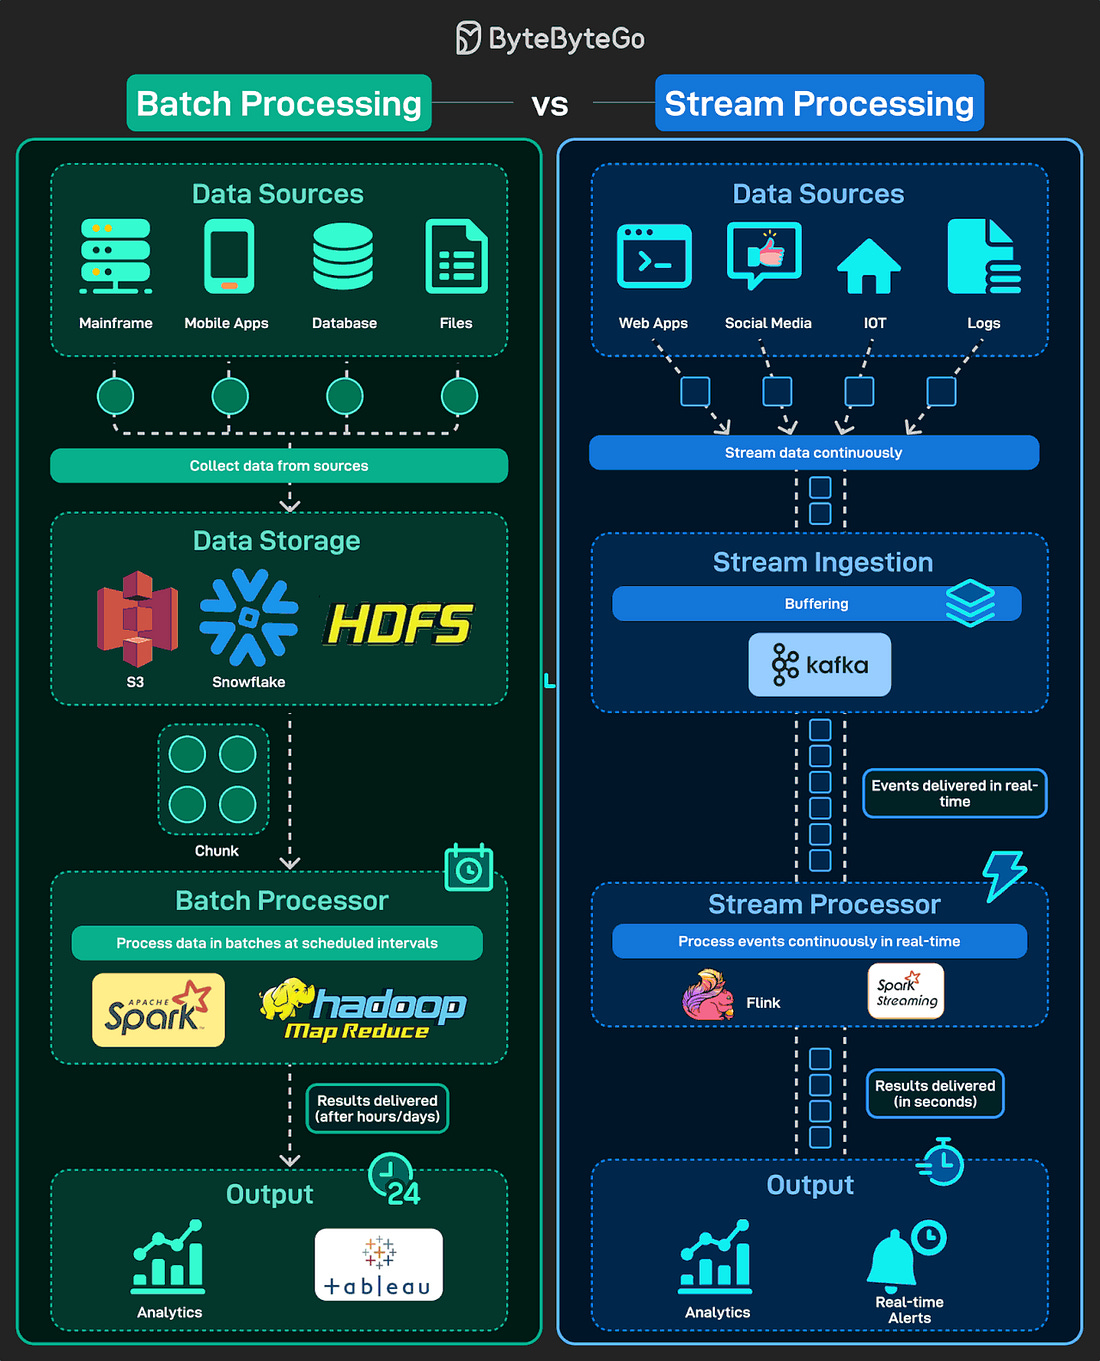 ByteByteGo
Batch Processing
vs
Stream Processing
Data Sources
Mainframe
Mobile Apps
Database
Files
Collect data from sources
Data Storage
S3
Snowflake
HDFS
Chunk
Batch Processor
Process data in batches at scheduled intervals
APACHE
Spark
hadoop
Map Reduce
Results delivered
(after hours/days)
24
Output
Analytics
+ableau
Data Sources
Web Apps
Social Media
IOT
Logs
Stream data continuously
Stream Ingestion
Buffering
kafka
Events delivered in real-
time
Stream Processor
Process events continuously in real-time
Flink
Spark
Streaming
Results delivered
(in seconds)
Output
Analytics
Real-time
Alerts